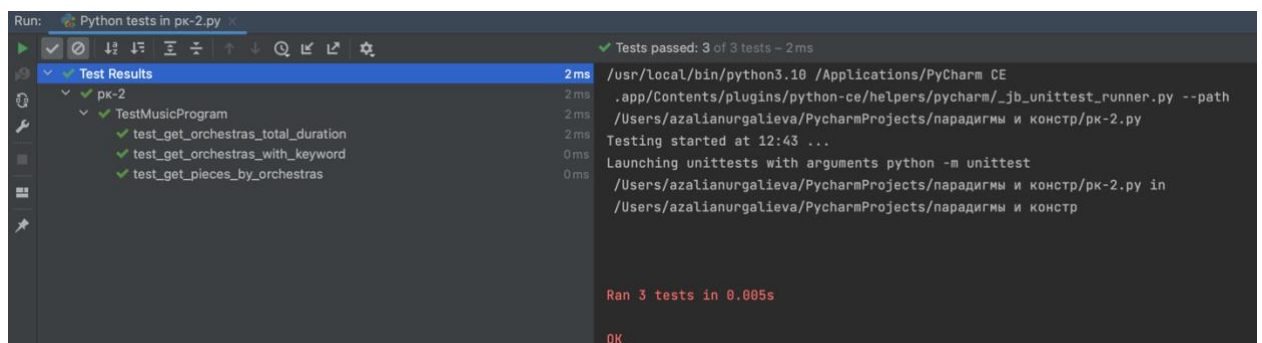 Run: Python tests in рк-2.py
Tests passed: 3 of 3 tests – 2 ms
Test Results 2 ms
рк-2 2 ms
TestMusicProgram 2 ms
test_get_orchestras_total_duration 2 ms
test_get_orchestras_with_keyword 0 ms
test_get_pieces_by_orchestras 0 ms
/usr/local/bin/python3.10 /Applications/PyCharm CE
.app/Contents/plugins/python-ce/helpers/pycharm/_jb_unittest_runner.py --path
/Users/azalianurgalieva/PycharmProjects/парадигмы и констр/рк-2.py
Testing started at 12:43 ...
Launching unittests with arguments python -m unittest
/Users/azalianurgalieva/PycharmProjects/парадигмы и констр/рк-2.py in
/Users/azalianurgalieva/PycharmProjects/парадигмы и констр
Ran 3 tests in 0.005s
OK